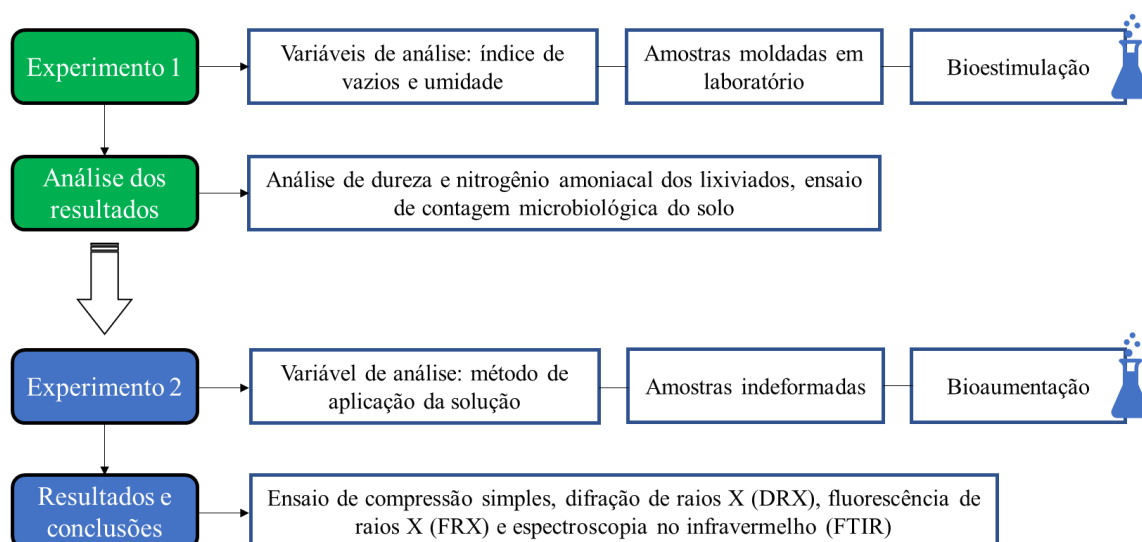 Experimento 1
Variáveis de análise: índice de
vazios e umidade
Amostras moldadas em
laboratório
Bioestimulação
Análise dos
resultados
Análise de dureza e nitrogênio amoniacal dos lixiviados, ensaio
de contagem microbiológica do solo
Experimento 2
Variável de análise: método de
aplicação da solução
Amostras indeformadas
Bioaumentação
Resultados e
conclusões
Ensaio de compressão simples, difração de raios X (DRX), fluorescência de
raios X (FRX) e espectroscopia no infravermelho (FTIR)